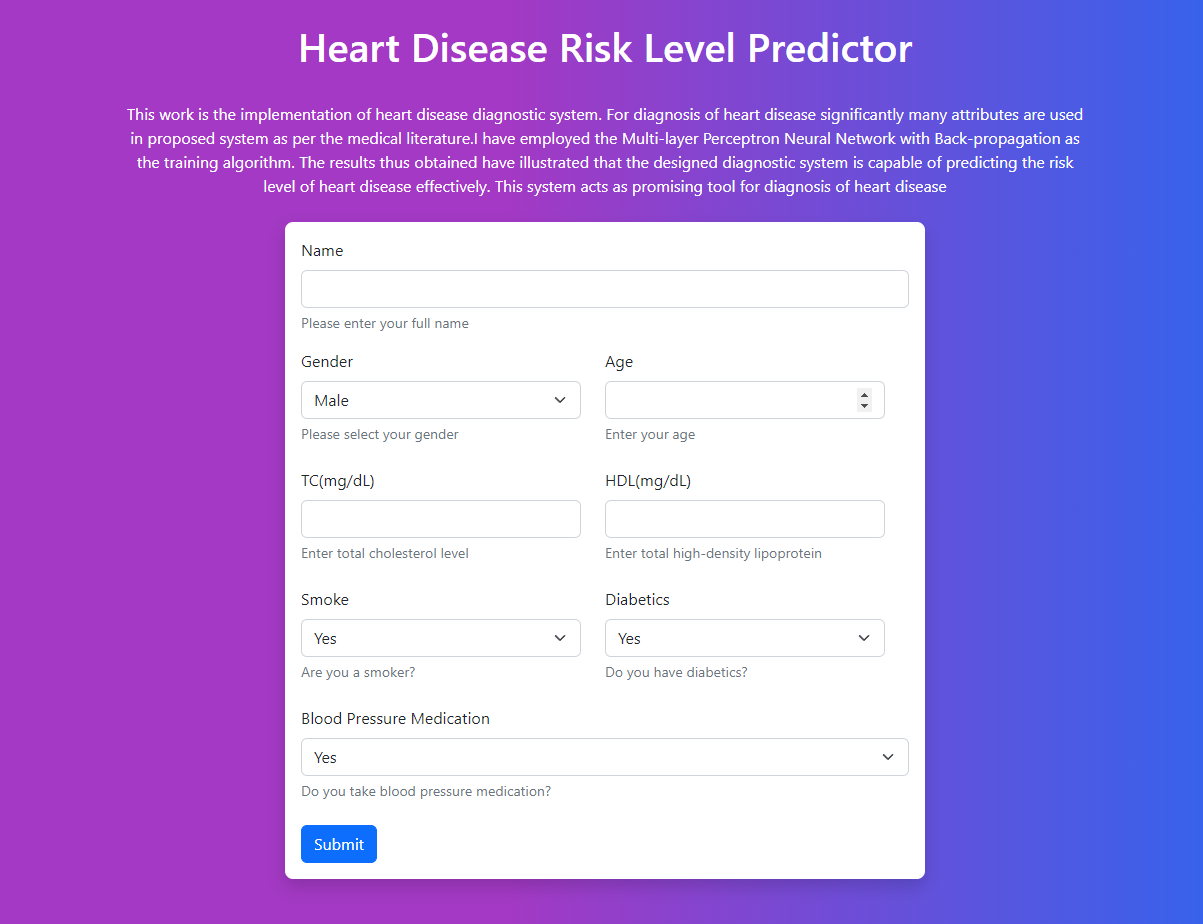 Heart Disease Risk Level Predictor
This work is the implementation of heart disease diagnostic system. For diagnosis of heart disease significantly many attributes are used
in proposed system as per the medical literature.I have employed the Multi-layer Perceptron Neural Network with Back-propagation as
the training algorithm. The results thus obtained have illustrated that the designed diagnostic system is capable of predicting the risk
level of heart disease effectively. This system acts as promising tool for diagnosis of heart disease
Name
Please enter your full name
Gender Age
Male
Please select your gender Enter your age
TC(mg/dL) HDL(mg/dL)
Enter total cholesterol level Enter total high-density lipoprotein
Smoke Diabetics
Yes Yes
Are you a smoker? Do you have diabetics?
Blood Pressure Medication
Yes
Do you take blood pressure medication?
Submit